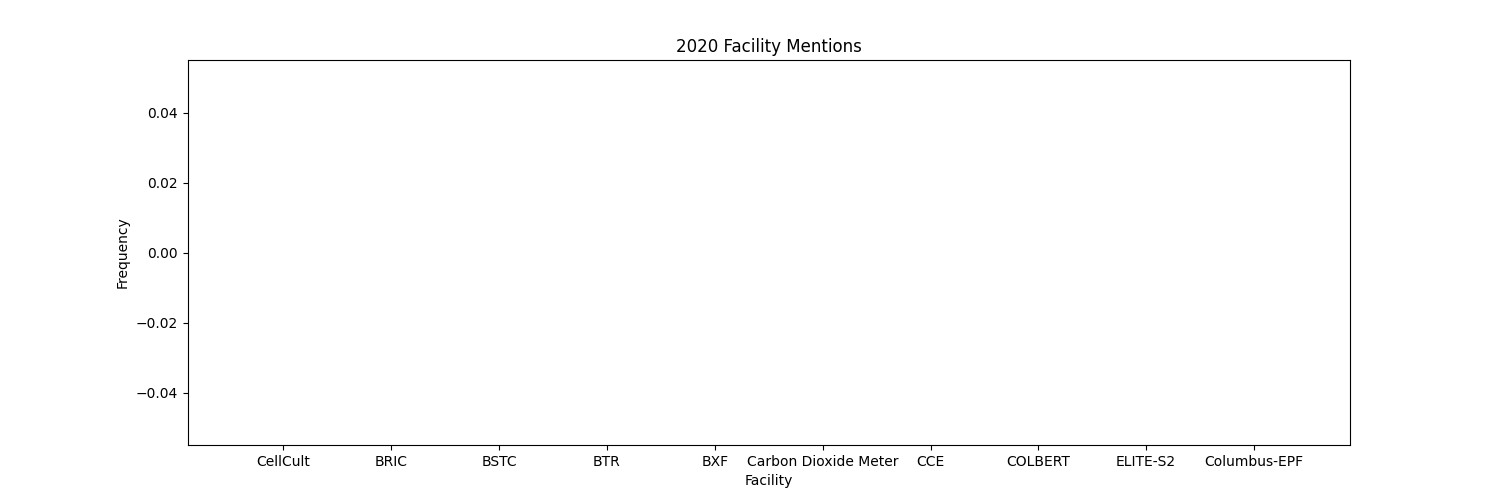 2020 Facility Mentions
0.04
0.02
0.00
−0.02
−0.04
Frequency
CellCult BRIC BSTC BTR BXF Carbon Dioxide Meter CCE COLBERT ELITE-S2 Columbus-EPF
Facility